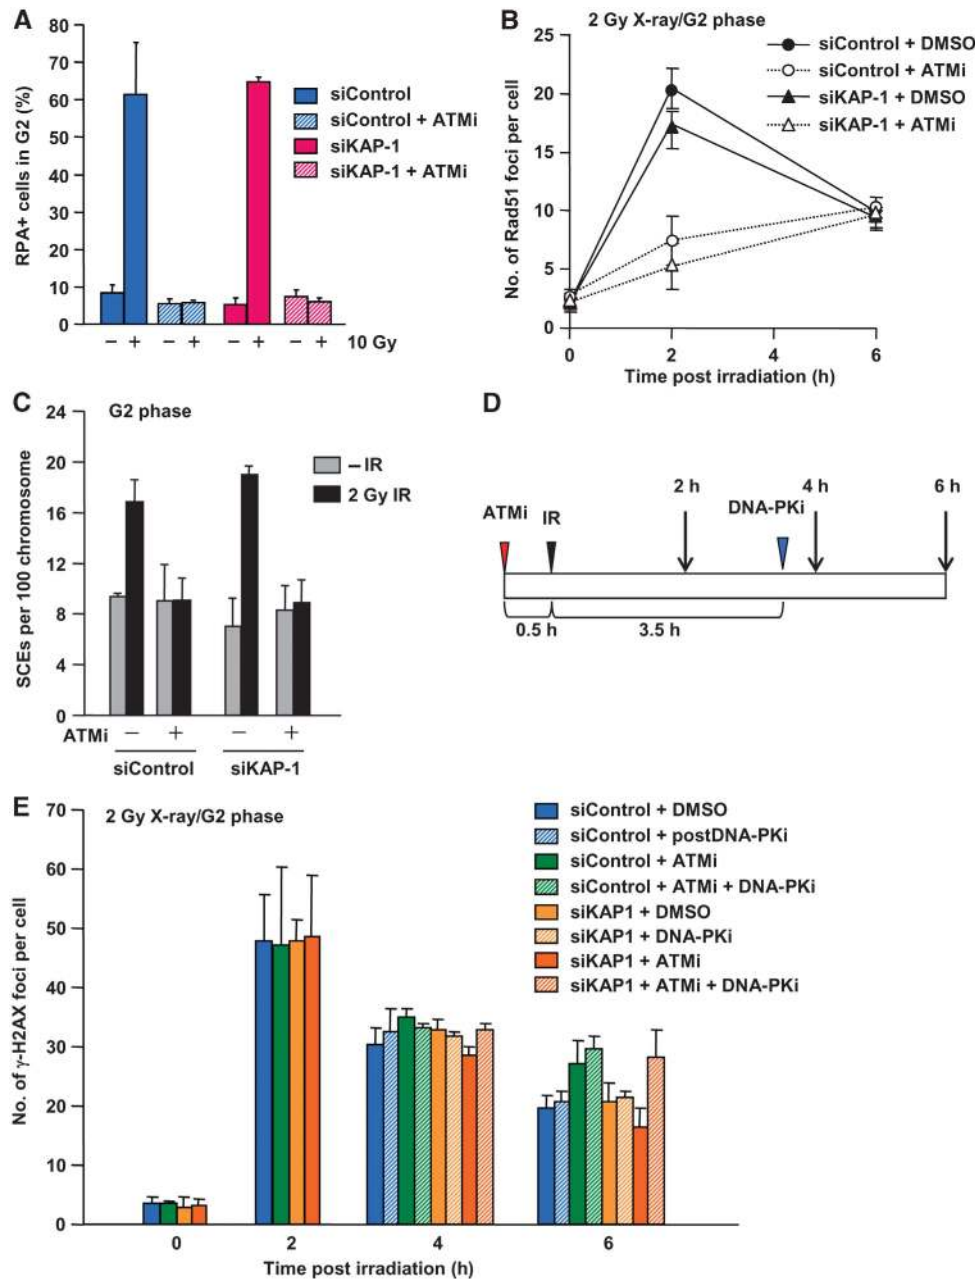 A
80
70
60
50
40
30
20
10
0
RPA+ cells in G2 (%)
siControl
siControl + ATMi
siKAP-1
siKAP-1 + ATMi
– + – + – + – + 10 Gy
B
2 Gy X-ray/G2 phase
25
20
15
10
5
0
No. of Rad51 foci per cell
siControl + DMSO
siControl + ATMi
siKAP-1 + DMSO
siKAP-1 + ATMi
0 2 4 6
Time post irradiation (h)
C
G2 phase
24
20
16
12
8
4
0
SCEs per 100 chromosome
– IR
2 Gy IR
ATMi – + – +
siControl siKAP-1
D
ATMi IR 2 h DNA-PKi 4 h 6 h
0.5 h 3.5 h
E
2 Gy X-ray/G2 phase
70
60
50
40
30
20
10
0
No. of γ-H2AX foci per cell
siControl + DMSO
siControl + postDNA-PKi
siControl + ATMi
siControl + ATMi + DNA-PKi
siKAP1 + DMSO
siKAP1 + DNA-PKi
siKAP1 + ATMi
siKAP1 + ATMi + DNA-PKi
0 2 4 6
Time post irradiation (h)